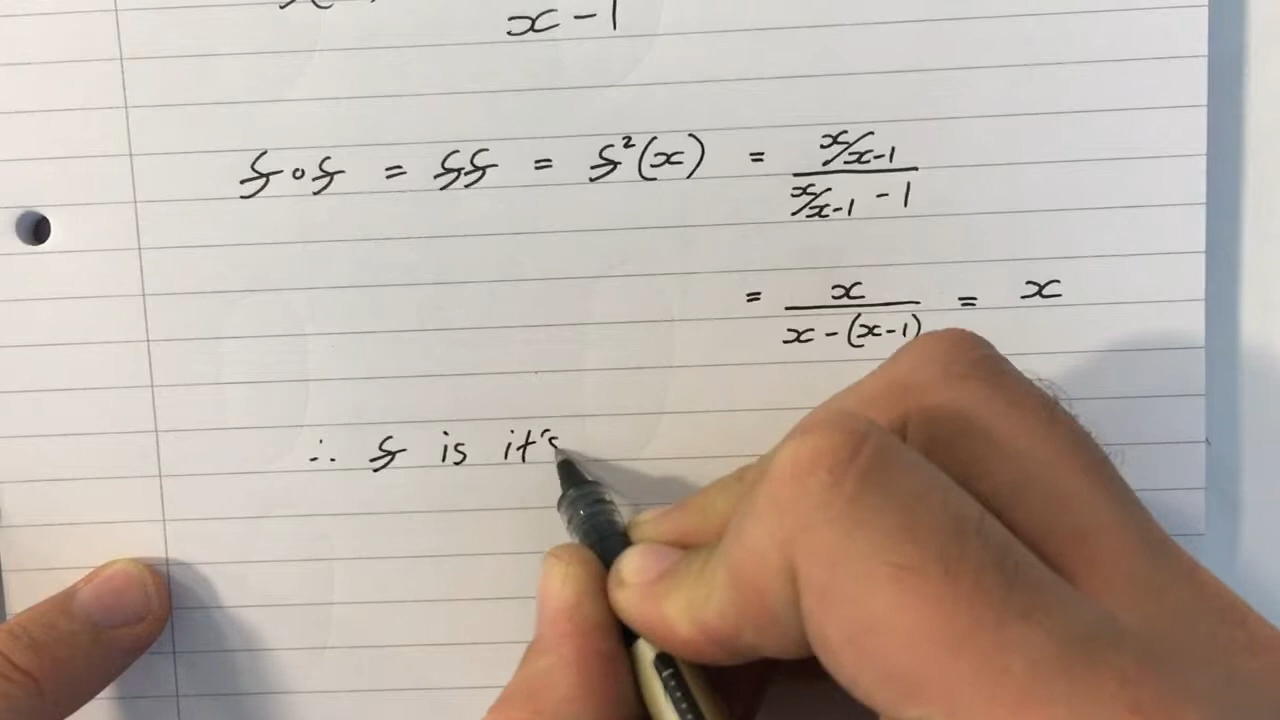 x - 1
f ∘ f = ff = f²(x) = (x/x-1) / (x/x-1 - 1)
= x / (x - (x-1)) = x
∴ f is it's